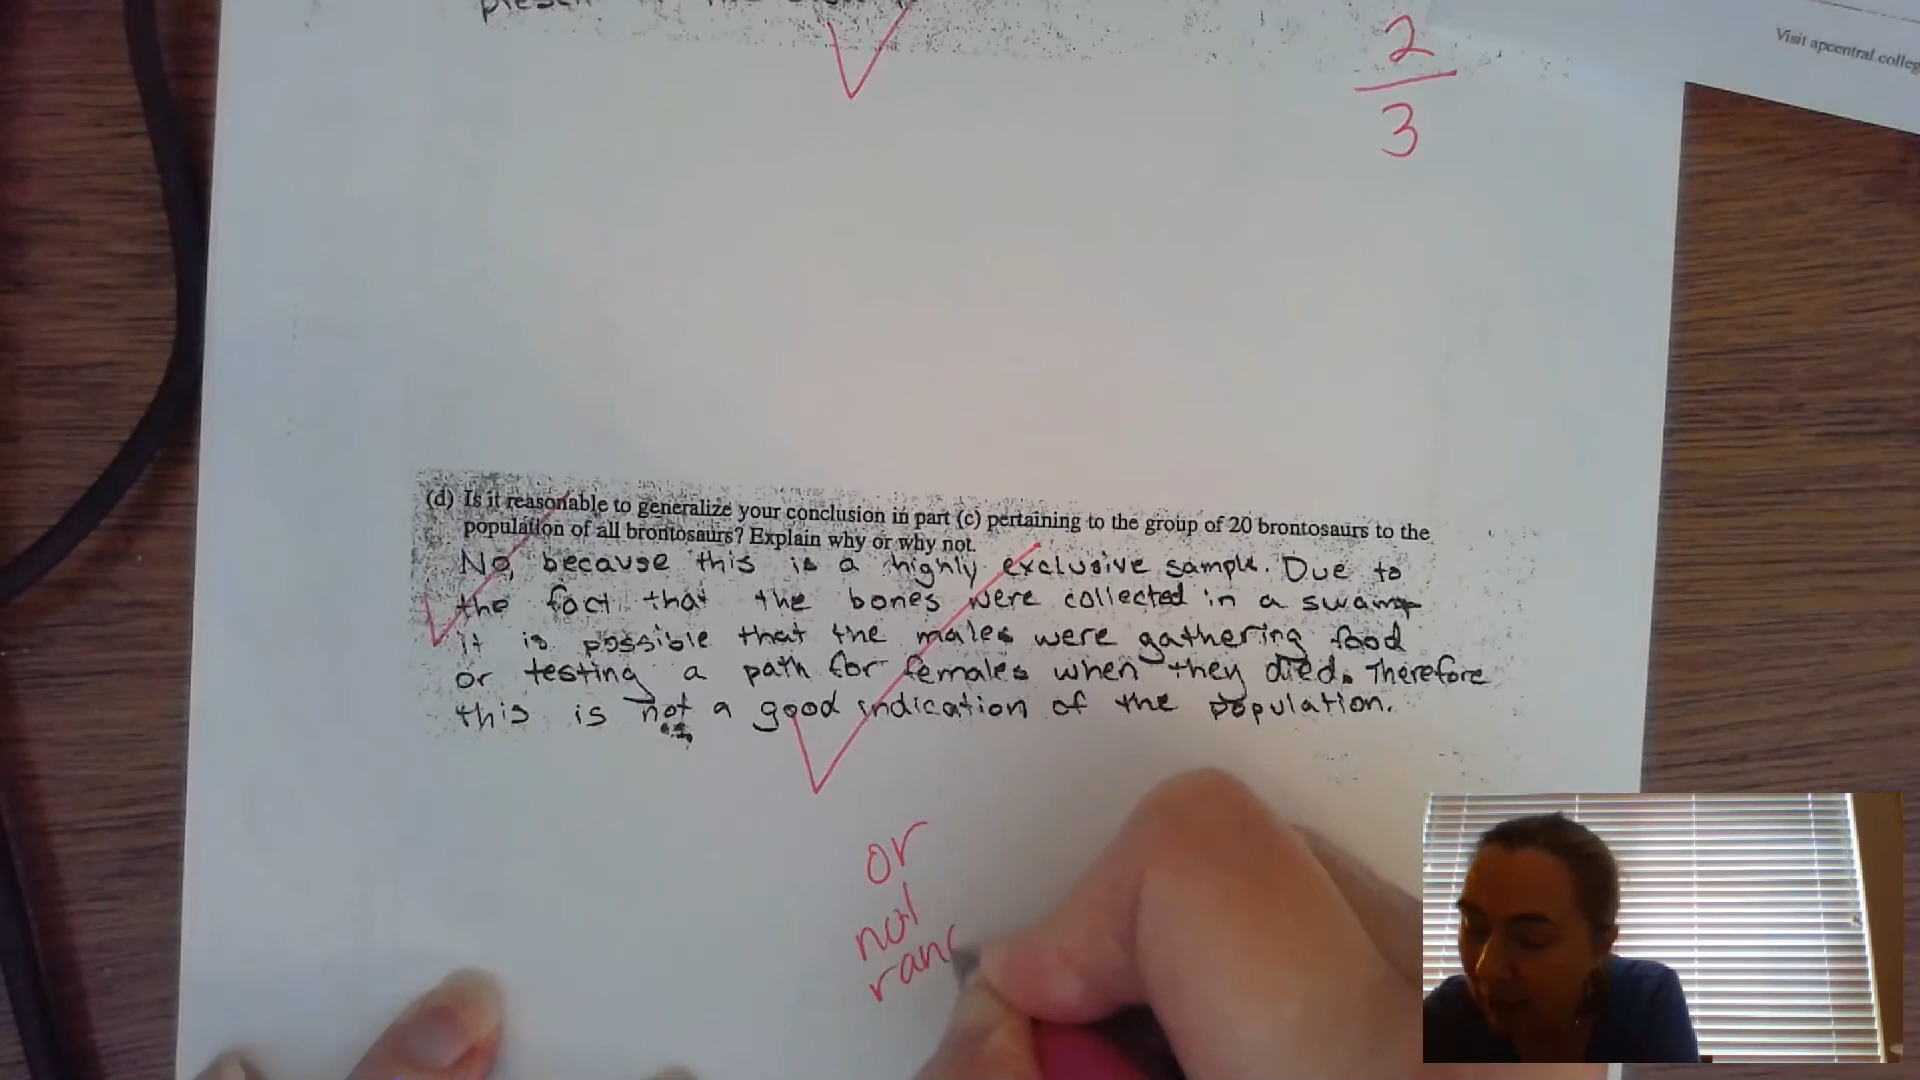 Visit apcentral.colleg
2
3
(d) Is it reasonable to generalize your conclusion in part (c) pertaining to the group of 20 brontosaurs to the
population of all brontosaurs? Explain why or why not.
No, because this is a highly exclusive sample. Due to
the fact that the bones were collected in a swamp
it is possible that the males were gathering food
or testing a path for females when they died. Therefore
this is not a good indication of the population.
or
not
ran